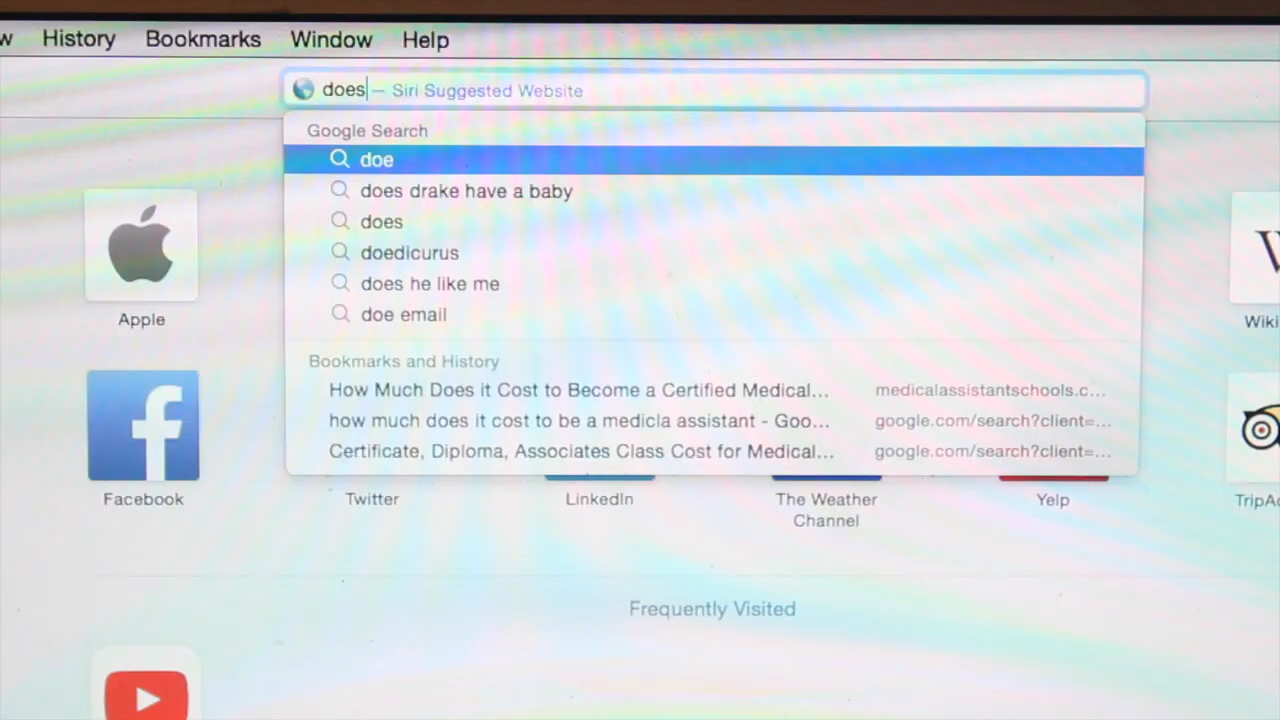 History Bookmarks Window Help
does — Siri Suggested Website
Google Search
doe
does drake have a baby
does
doedicurus
does he like me
doe email
Bookmarks and History
How Much Does it Cost to Become a Certified Medical... medicalassistantschools.c...
how much does it cost to be a medicla assistant - Goo... google.com/search?client=...
Certificate, Diploma, Associates Class Cost for Medical... google.com/search?client=...
Apple
Wiki
Facebook
Twitter
LinkedIn
The Weather
Channel
Yelp
TripAd
Frequently Visited